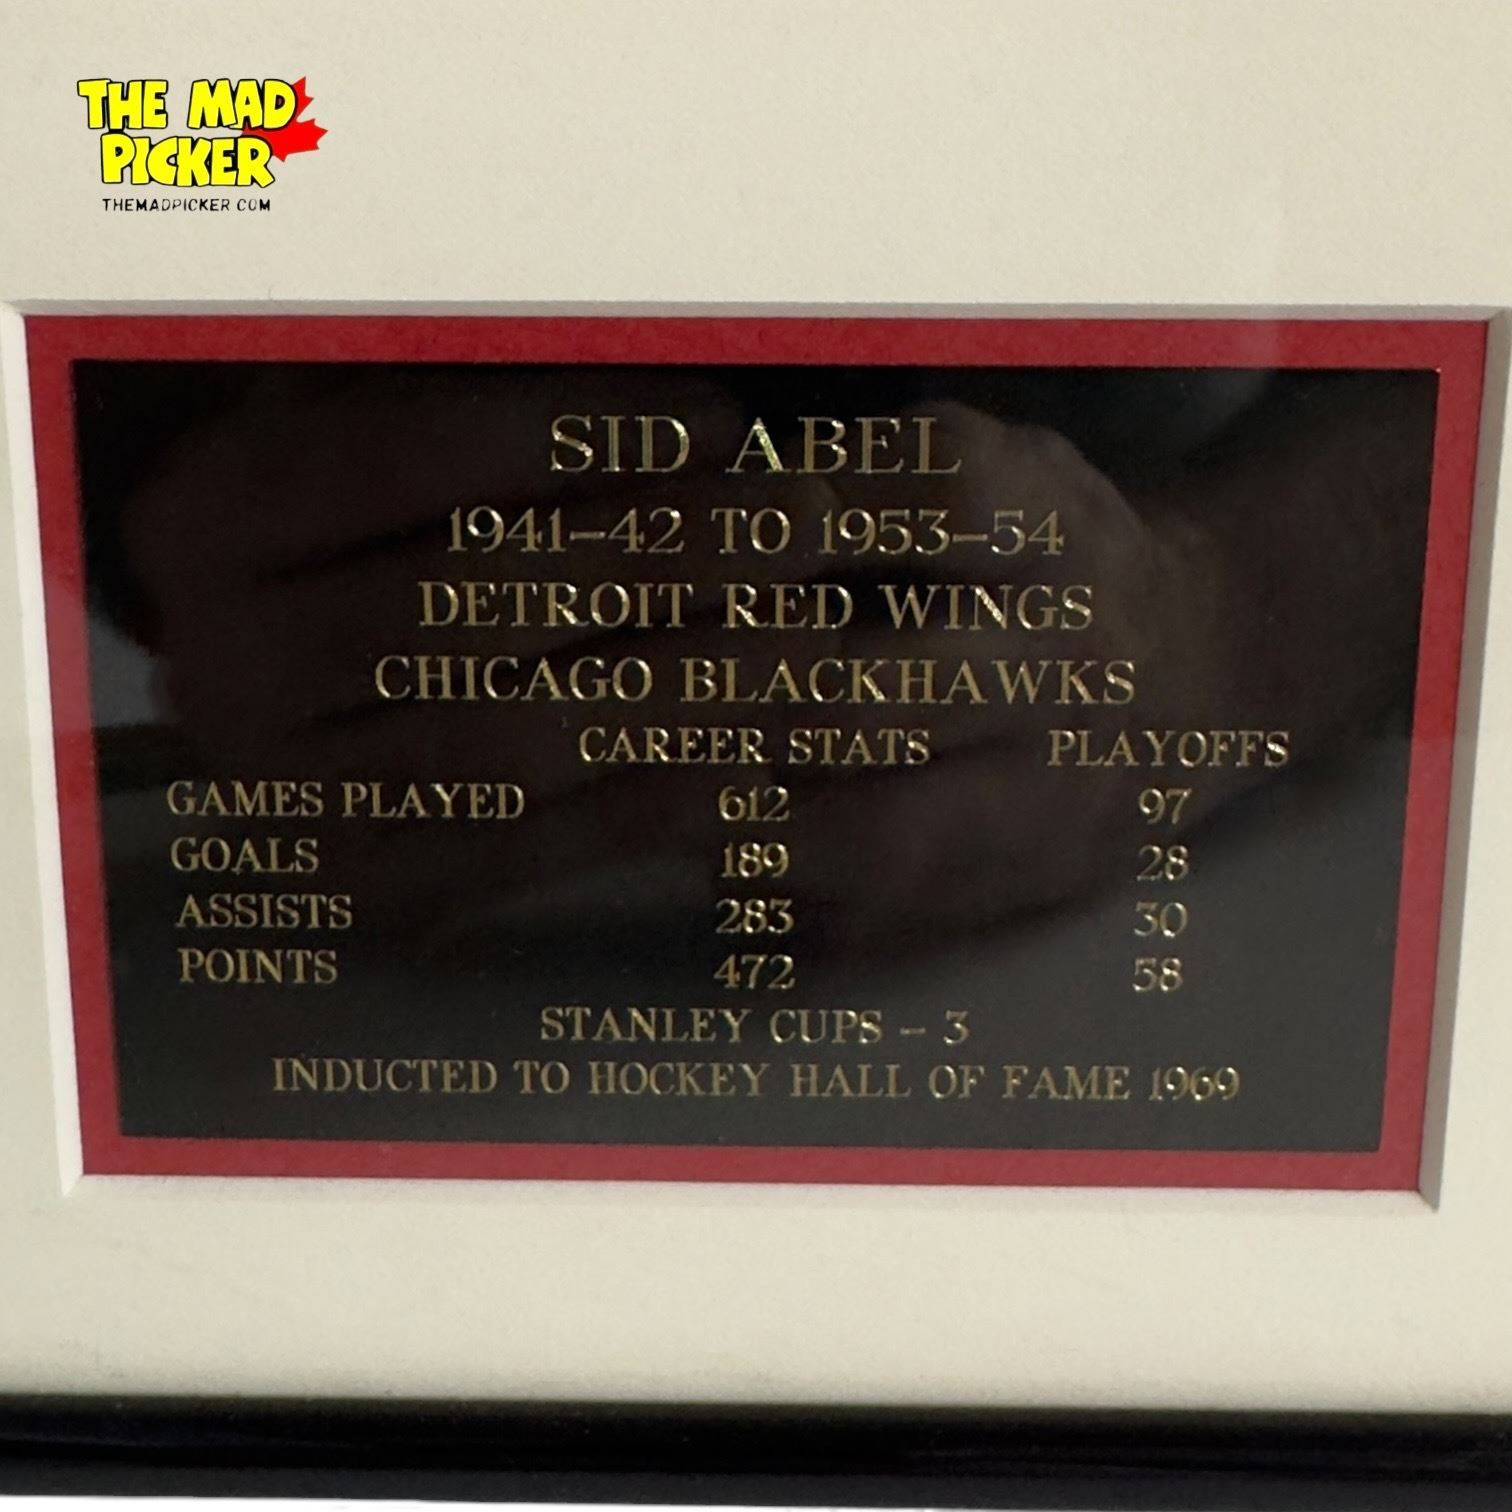 THE MAD
PICKER
THEMADPICKER.COM
SID ABEL
1941-42 TO 1953-54
DETROIT RED WINGS
CHICAGO BLACKHAWKS
CAREER STATS PLAYOFFS
GAMES PLAYED 612 97
GOALS 189 28
ASSISTS 283 30
POINTS 472 58
STANLEY CUPS - 3
INDUCTED TO HOCKEY HALL OF FAME 1969